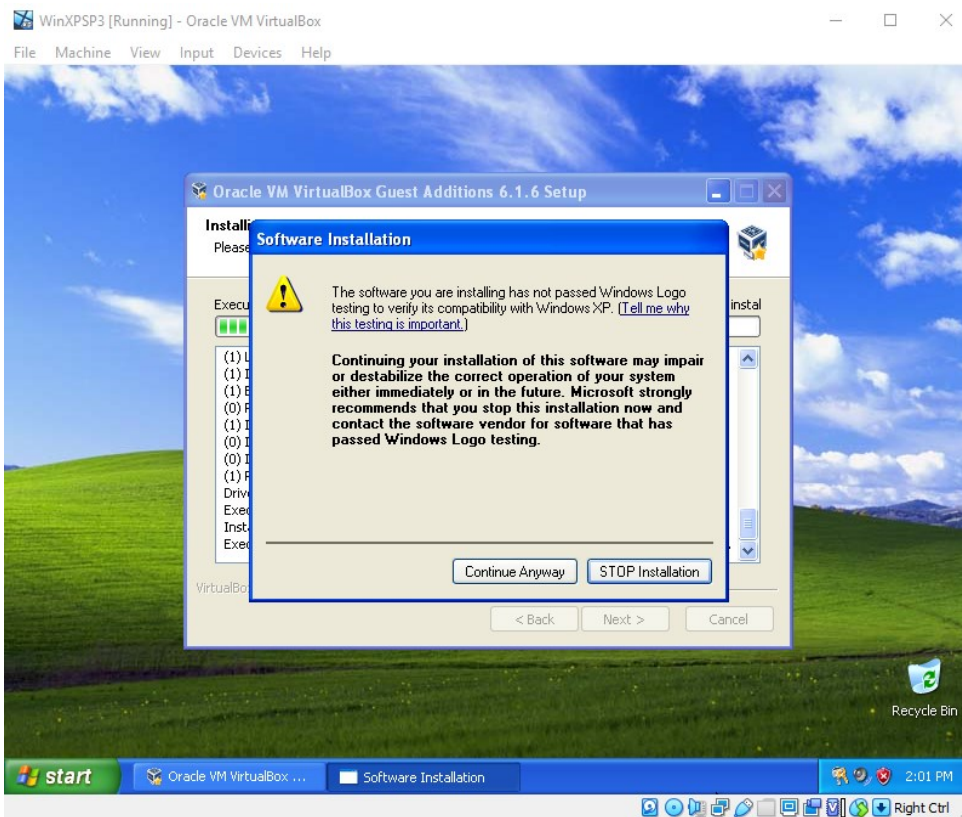 WinXPSP3 [Running] - Oracle VM VirtualBox
File Machine View Input Devices Help
Oracle VM VirtualBox Guest Additions 6.1.6 Setup
Installi
Please
Software Installation
The software you are installing has not passed Windows Logo
testing to verify its compatibility with Windows XP. (Tell me why
this testing is important.)
Execu
instal
Continuing your installation of this software may impair
or destabilize the correct operation of your system
either immediately or in the future. Microsoft strongly
recommends that you stop this installation now and
contact the software vendor for software that has
passed Windows Logo testing.
(1) L
(1) I
(1) E
(0) F
(1) I
(0) I
(0) I
(1) F
Drive
Exec
Insta
Exec
Continue Anyway
STOP Installation
VirtualBo
< Back
Next >
Cancel
Recycle Bin
start
Oracle VM VirtualBox ...
Software Installation
2:01 PM
Right Ctrl